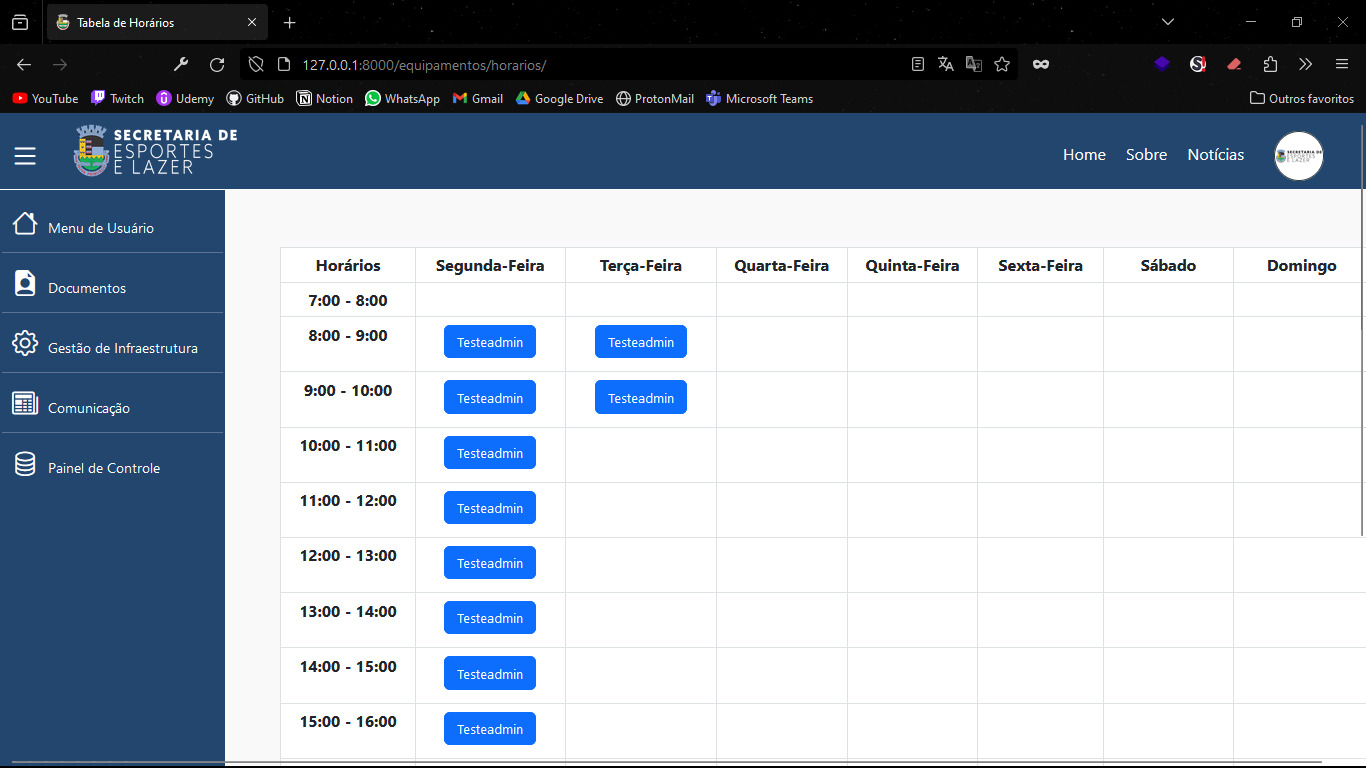 Tabela de Horários
127.0.0.1:8000/equipamentos/horarios/
YouTube Twitch Udemy GitHub Notion WhatsApp Gmail Google Drive ProtonMail Microsoft Teams Outros favoritos
SECRETARIA DE
ESPORTES
E LAZER
Home Sobre Notícias
Menu de Usuário
Documentos
Gestão de Infraestrutura
Comunicação
Painel de Controle
Horários Segunda-Feira Terça-Feira Quarta-Feira Quinta-Feira Sexta-Feira Sábado Domingo
7:00 - 8:00
8:00 - 9:00 Testeadmin Testeadmin
9:00 - 10:00 Testeadmin Testeadmin
10:00 - 11:00 Testeadmin
11:00 - 12:00 Testeadmin
12:00 - 13:00 Testeadmin
13:00 - 14:00 Testeadmin
14:00 - 15:00 Testeadmin
15:00 - 16:00 Testeadmin